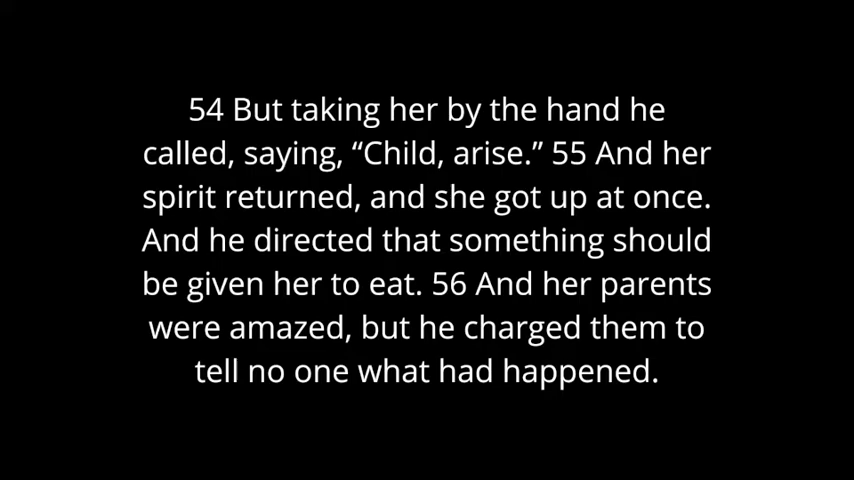 54 But taking her by the hand he
called, saying, “Child, arise.” 55 And her
spirit returned, and she got up at once.
And he directed that something should
be given her to eat. 56 And her parents
were amazed, but he charged them to
tell no one what had happened.